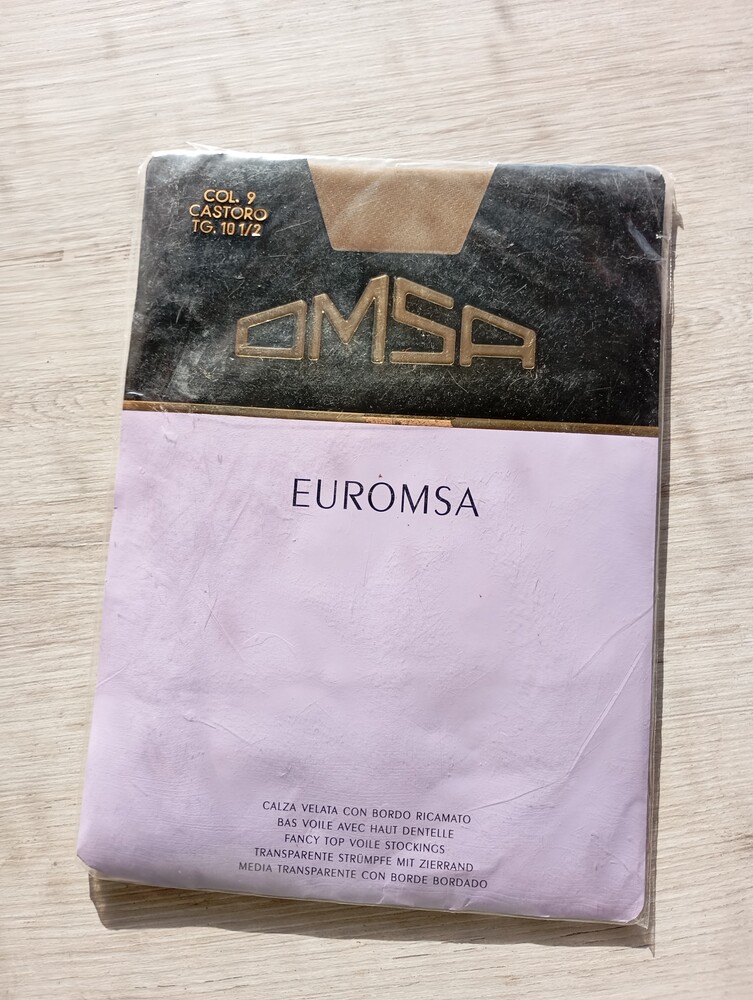 COL. 9
CASTORO
TG. 10 1/2
OMSA
EUROMSA
CALZA VELATA CON BORDO RICAMATO
BAS VOILE AVEC HAUT DENTELLE
FANCY TOP VOILE STOCKINGS
TRANSPARENTE STRÜMPFE MIT ZIERRAND
MEDIA TRANSPARENTE CON BORDE BORDADO